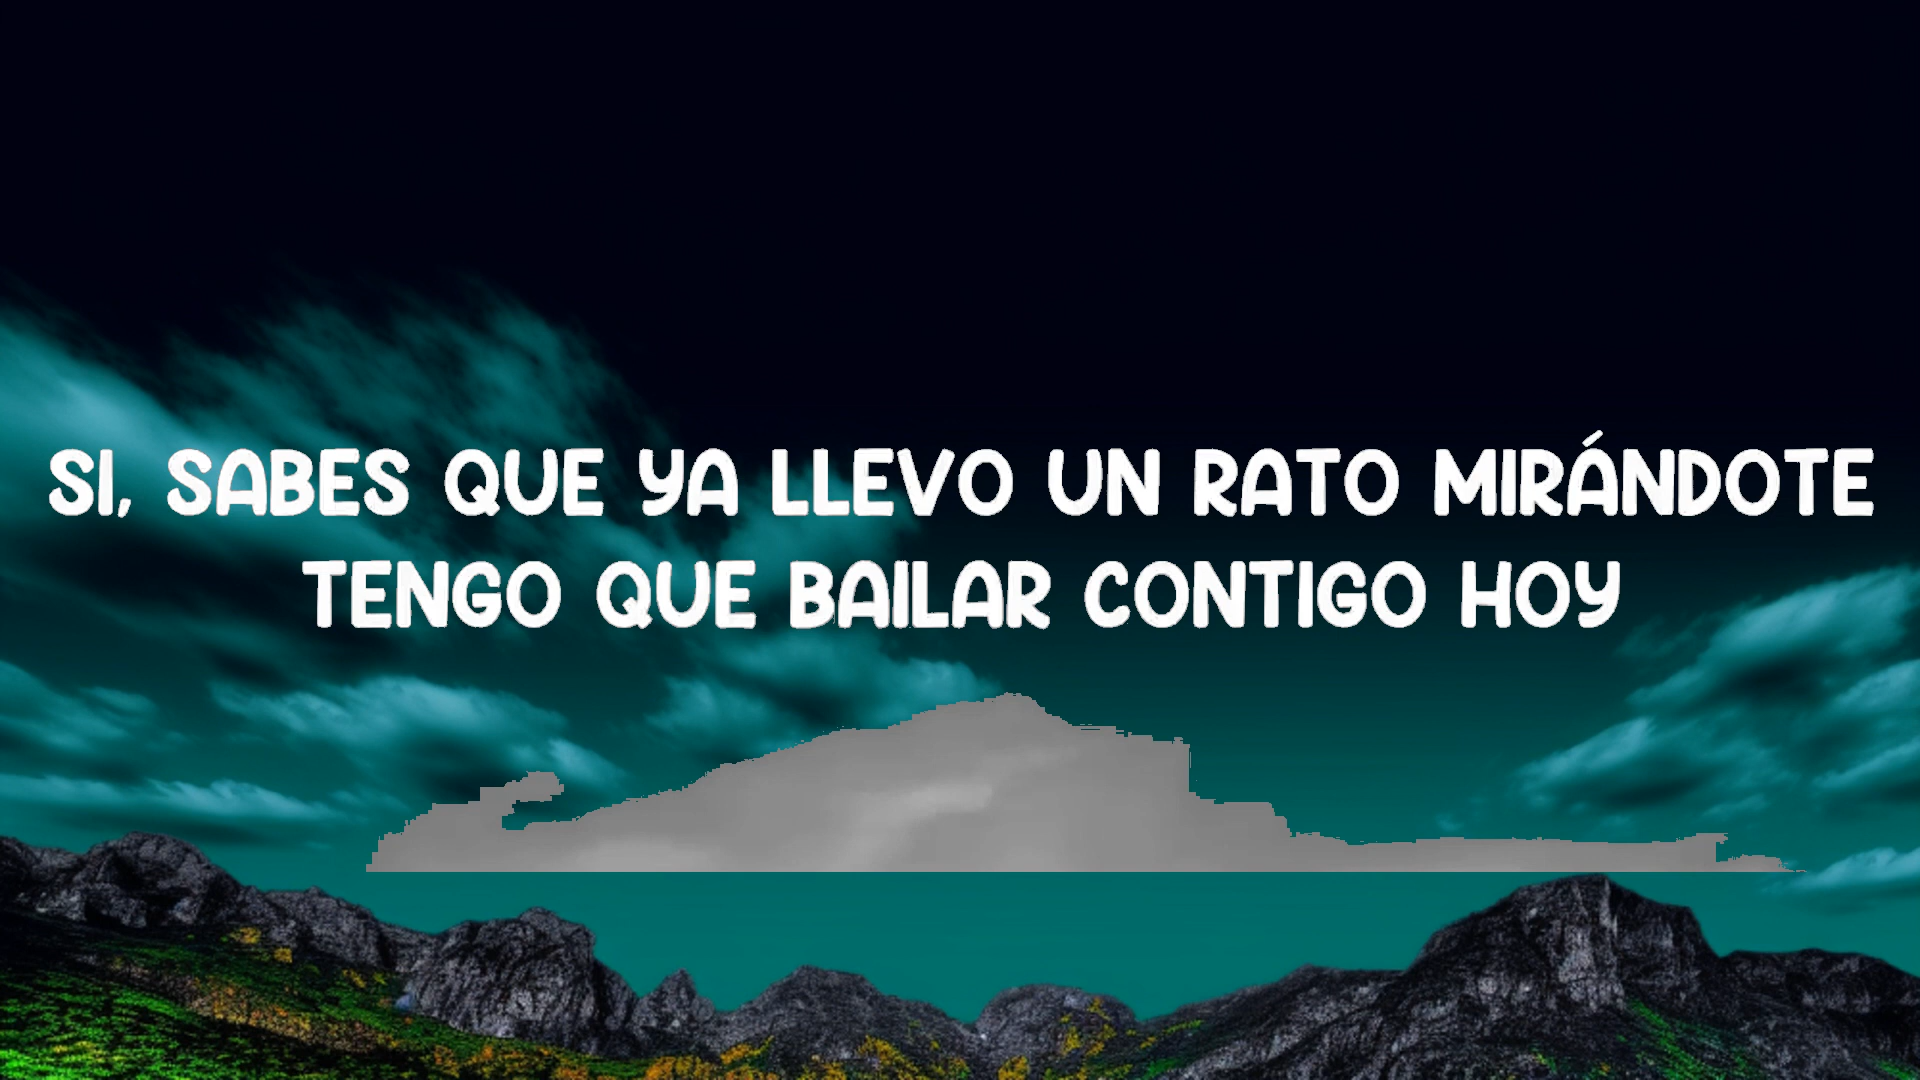 SI, SABES QUE YA LLEVO UN RATO MIRÁNDOTE
TENGO QUE BAILAR CONTIGO HOY